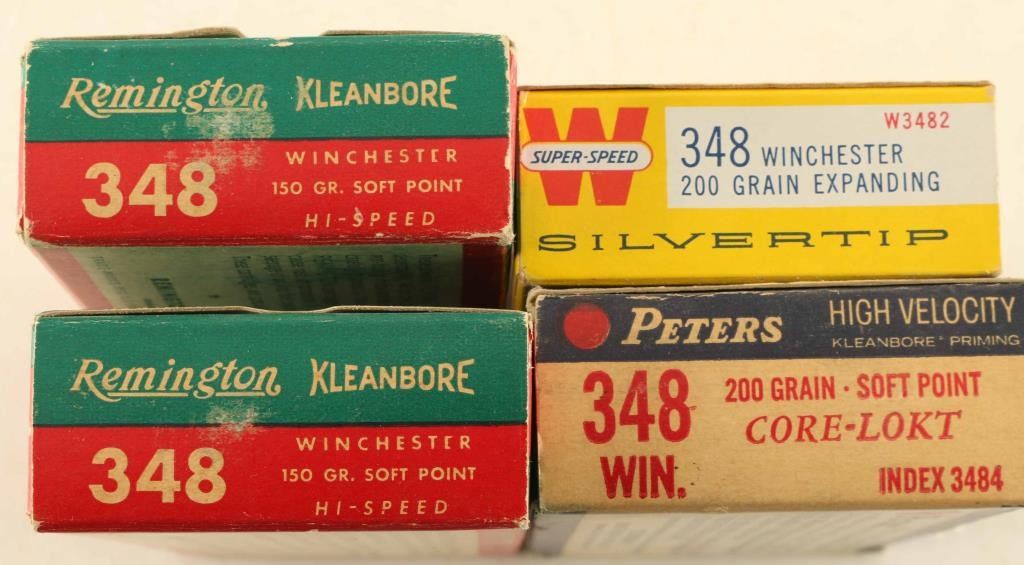 Remington KLEANBORE
348
WINCHESTER
150 GR. SOFT POINT
HI-SPEED
W
SUPER-SPEED
W3482
348 WINCHESTER
200 GRAIN EXPANDING
SILVERTIP
Remington KLEANBORE
348
WINCHESTER
150 GR. SOFT POINT
HI-SPEED
PETERS
HIGH VELOCITY
KLEANBORE PRIMING
348
WIN.
200 GRAIN · SOFT POINT
CORE-LOKT
INDEX 3484